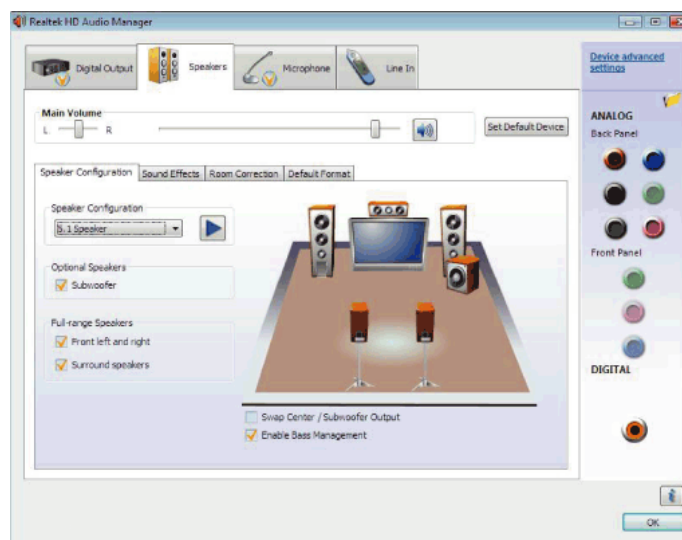 Realtek HD Audio Manager
Digital Output
Speakers
Microphone
Line In
Device advanced
settings
Main Volume
L
R
Set Default Device
ANALOG
Back Panel
Speaker Configuration
Sound Effects
Room Correction
Default Format
Speaker Configuration
5.1 Speaker
Optional Speakers
Subwoofer
Full-range Speakers
Front left and right
Surround speakers
Front Panel
DIGITAL
Swap Center / Subwoofer Output
Enable Bass Management
i
OK